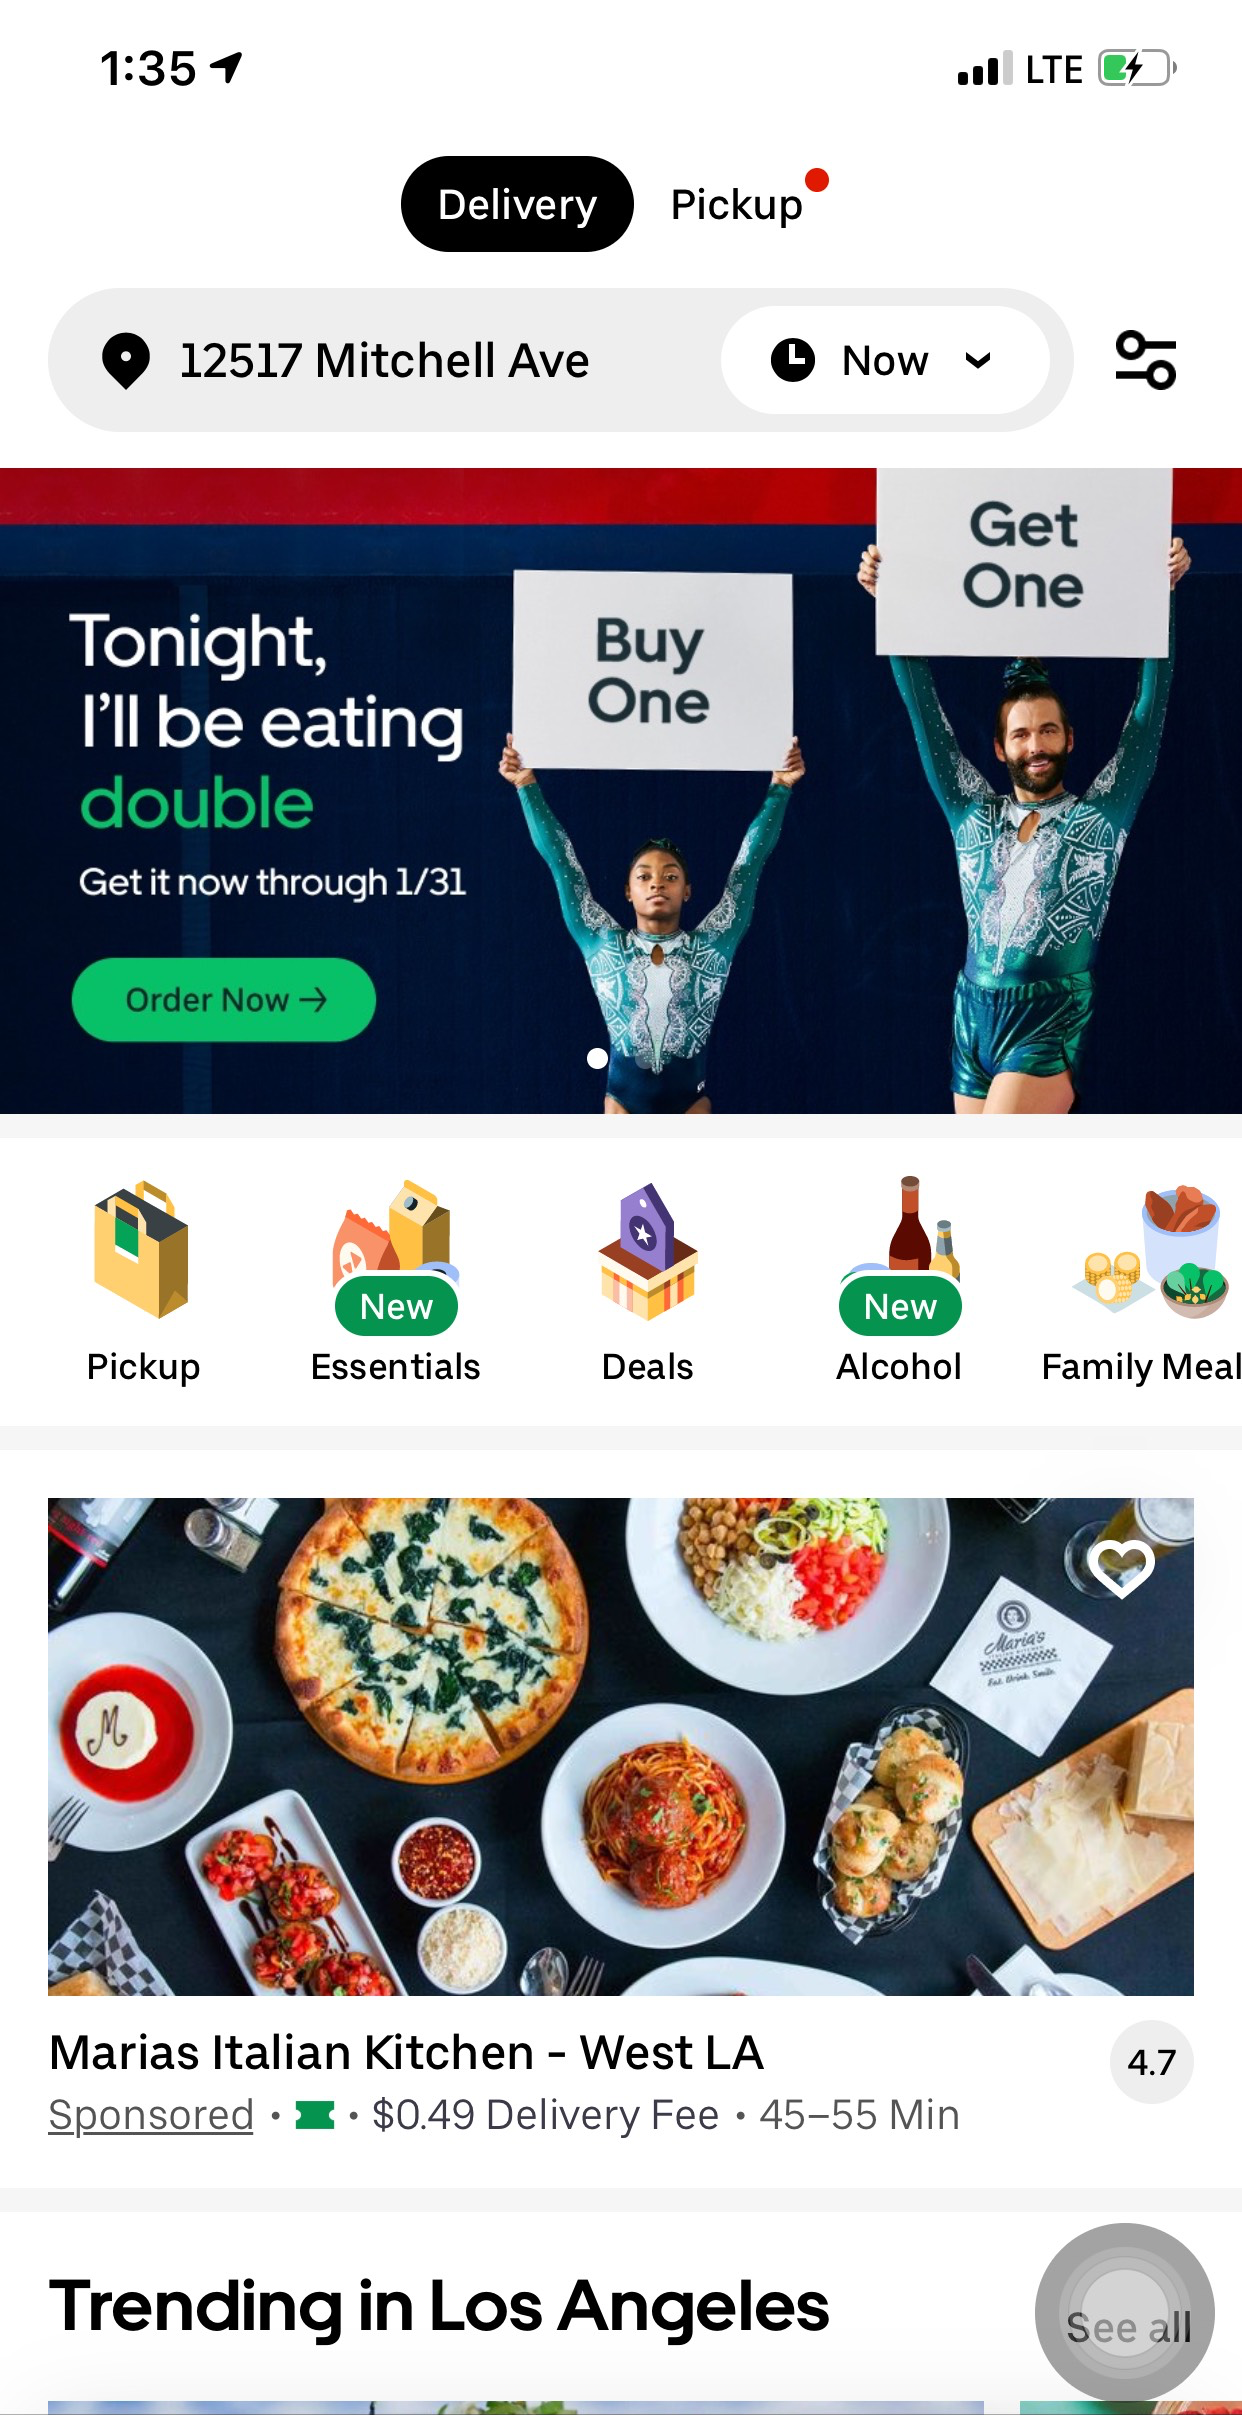 1:35
LTE
Delivery
Pickup
12517 Mitchell Ave
Now
Get
One
Buy
One
Tonight,
I'll be eating
double
Get it now through 1/31
Order Now →
New
New
Pickup
Essentials
Deals
Alcohol
Family Meal
Maria's
Eat. Drink. Smile.
M
Marias Italian Kitchen - West LA
4.7
Sponsored • • $0.49 Delivery Fee • 45–55 Min
Trending in Los Angeles
See all